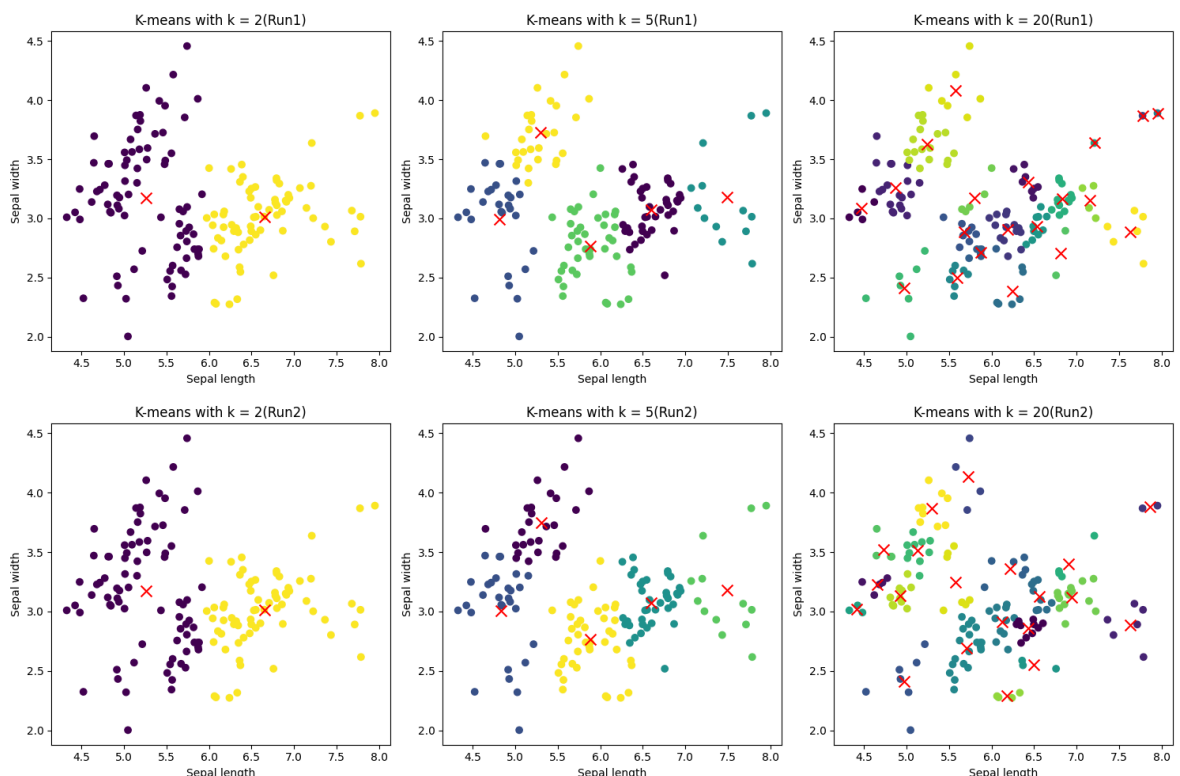 K-means with k = 2(Run1)
4.5
4.0
3.5
3.0
2.5
2.0
Sepal width
4.5 5.0 5.5 6.0 6.5 7.0 7.5 8.0
Sepal length
K-means with k = 5(Run1)
4.5
4.0
3.5
3.0
2.5
2.0
Sepal width
4.5 5.0 5.5 6.0 6.5 7.0 7.5 8.0
Sepal length
K-means with k = 20(Run1)
4.5
4.0
3.5
3.0
2.5
2.0
Sepal width
4.5 5.0 5.5 6.0 6.5 7.0 7.5 8.0
Sepal length
K-means with k = 2(Run2)
4.5
4.0
3.5
3.0
2.5
2.0
Sepal width
4.5 5.0 5.5 6.0 6.5 7.0 7.5 8.0
Sepal length
K-means with k = 5(Run2)
4.5
4.0
3.5
3.0
2.5
2.0
Sepal width
4.5 5.0 5.5 6.0 6.5 7.0 7.5 8.0
Sepal length
K-means with k = 20(Run2)
4.5
4.0
3.5
3.0
2.5
2.0
Sepal width
4.5 5.0 5.5 6.0 6.5 7.0 7.5 8.0
Sepal length